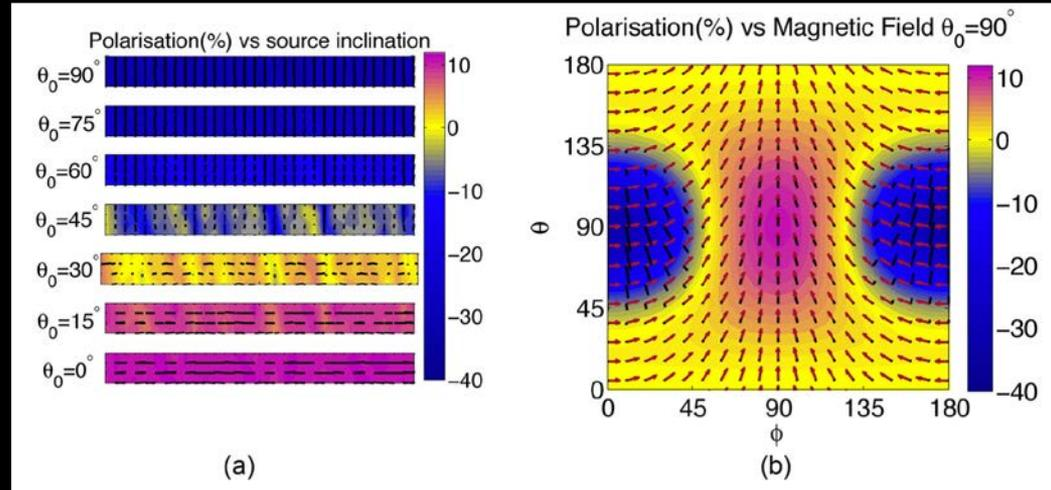 Polarisation(%) vs source inclination
θ₀=90°
θ₀=75°
θ₀=60°
θ₀=45°
θ₀=30°
θ₀=15°
θ₀=0°
10
0
−10
−20
−30
−40
(a)
Polarisation(%) vs Magnetic Field θ₀=90°
180
135
90
45
0
θ
0 45 90 135 180
ϕ
10
0
−10
−20
−30
−40
(b)